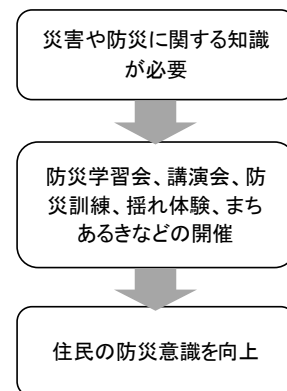 災害や防災に関する知識
が必要
防災学習会、講演会、防
災訓練、揺れ体験、まち
あるきなどの開催
住民の防災意識を向上